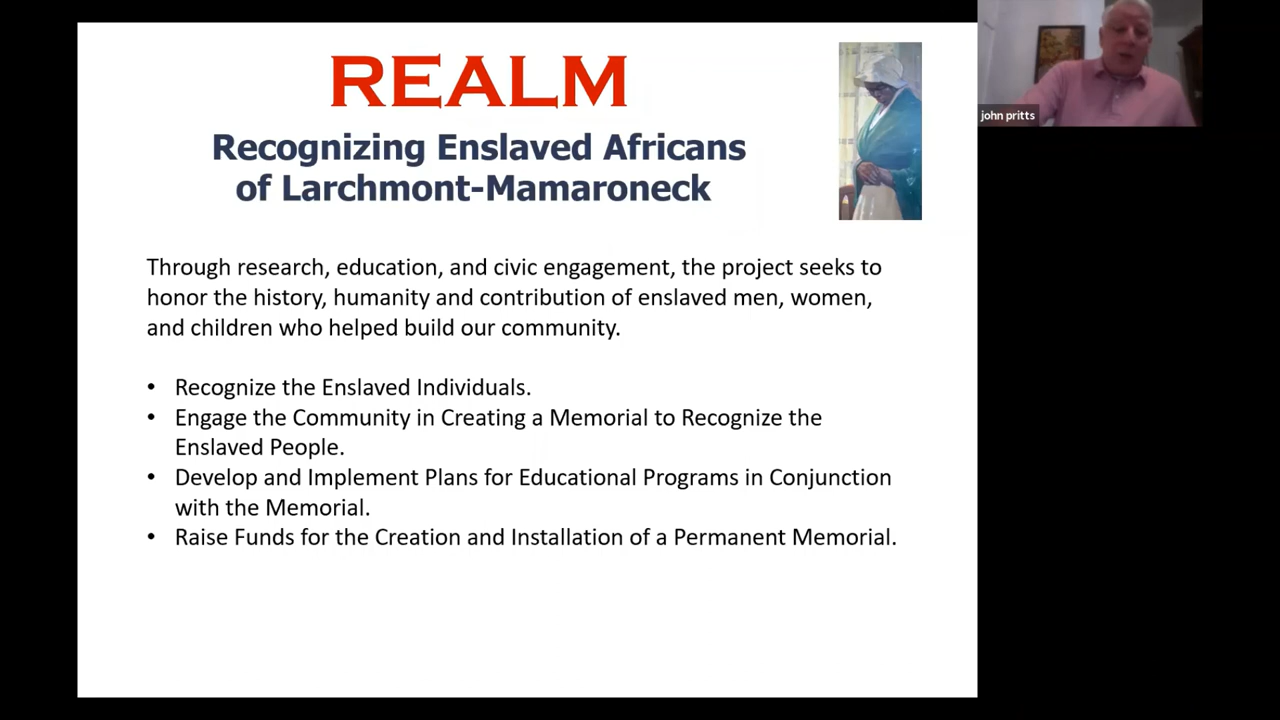 REALM
Recognizing Enslaved Africans
of Larchmont-Mamaroneck
Through research, education, and civic engagement, the project seeks to
honor the history, humanity and contribution of enslaved men, women,
and children who helped build our community.
• Recognize the Enslaved Individuals.
• Engage the Community in Creating a Memorial to Recognize the
Enslaved People.
• Develop and Implement Plans for Educational Programs in Conjunction
with the Memorial.
• Raise Funds for the Creation and Installation of a Permanent Memorial.
john pritts